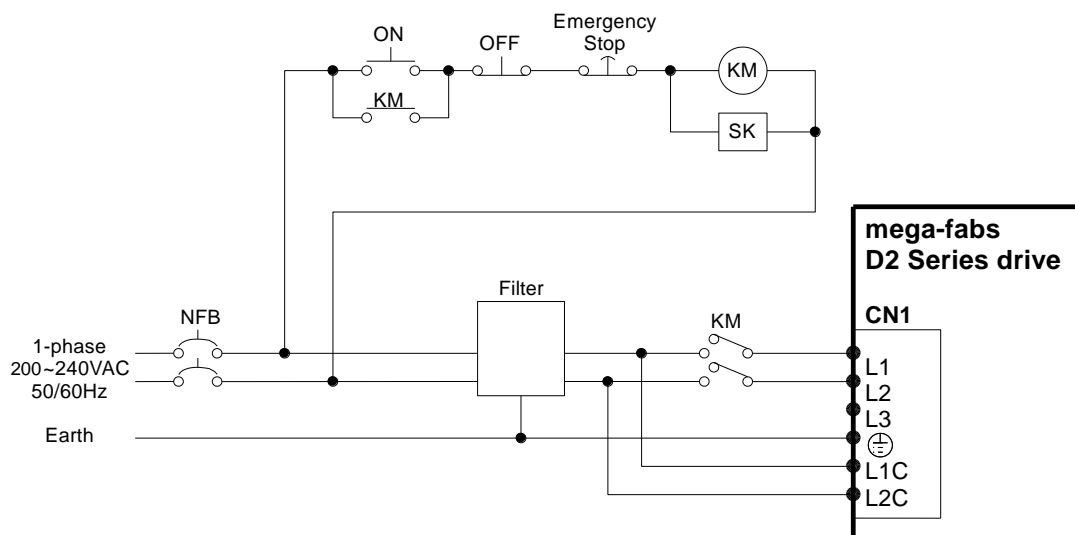 Emergency
Stop
ON
OFF
KM
KM
SK
mega-fabs
D2 Series drive
Filter
NFB
KM
CN1
1-phase
200~240VAC
50/60Hz
L1
L2
L3
Earth
L1C
L2C